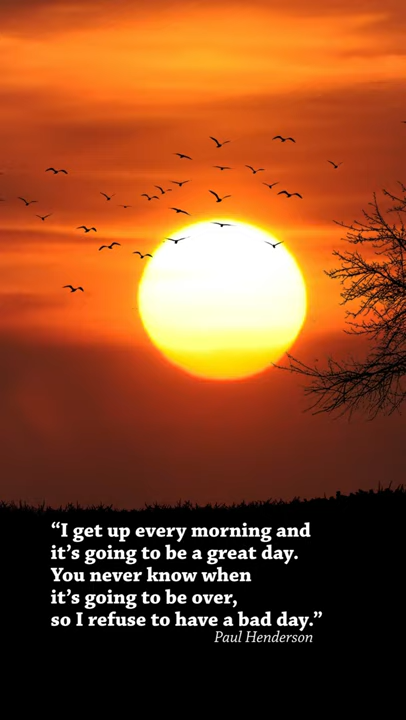 “I get up every morning and
it’s going to be a great day.
You never know when
it’s going to be over,
so I refuse to have a bad day.”
Paul Henderson